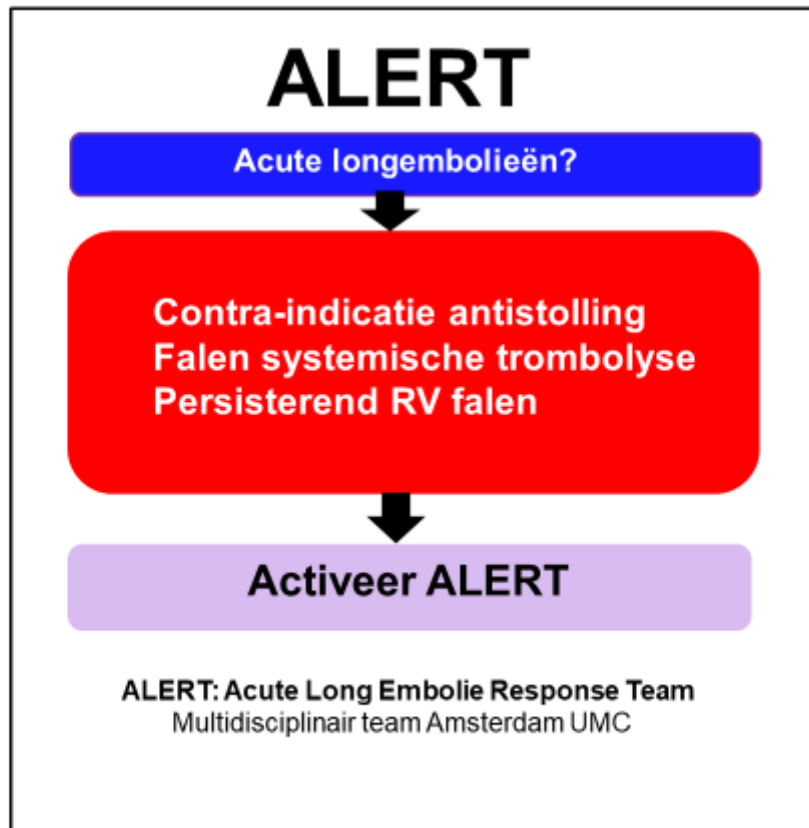 ALERT
Acute longembolieën?
Contra-indicatie antistolling
Falen systemische trombolyse
Persisterend RV falen
Activeer ALERT
ALERT: Acute Long Embolie Response Team
Multidisciplinair team Amsterdam UMC